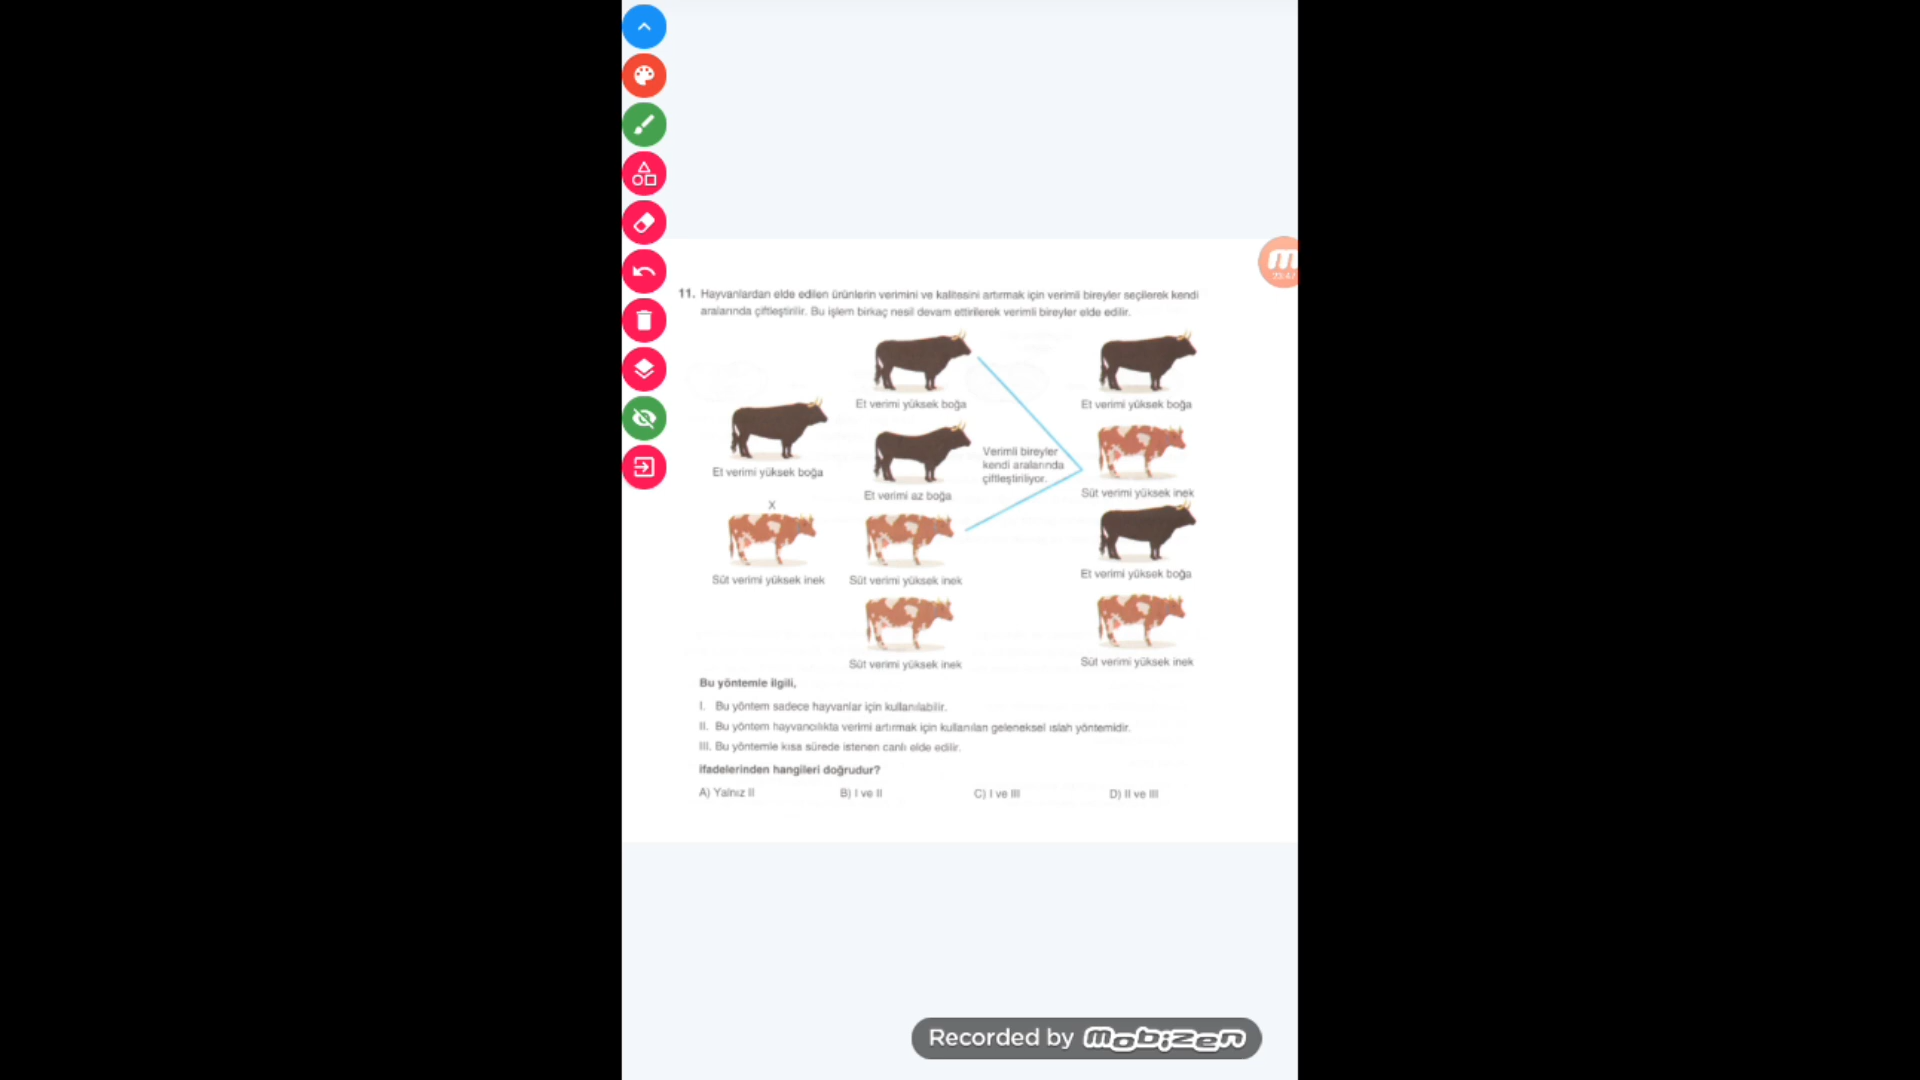 11. Hayvanlardan elde edilen ürünlerin verimini ve kalitesini artırmak için verimli bireyler seçilerek kendi
aralarında çiftleştirilir. Bu işlem birkaç nesil devam ettirilerek verimli bireyler elde edilir.
Et verimi yüksek boğa
Et verimi yüksek boğa
Et verimi yüksek boğa
Verimli bireyler
kendi aralarında
çiftleştiriliyor.
Et verimi az boğa
Süt verimi yüksek inek
X
Et verimi yüksek boğa
Süt verimi yüksek inek
Süt verimi yüksek inek
Süt verimi yüksek inek
Süt verimi yüksek inek
Bu yöntemle ilgili,
I. Bu yöntem sadece hayvanlar için kullanılabilir.
II. Bu yöntem hayvancılıkta verimi artırmak için kullanılan geleneksel ıslah yöntemidir.
III. Bu yöntemle kısa sürede istenen canlı elde edilir.
ifadelerinden hangileri doğrudur?
A) Yalnız II B) I ve II C) I ve III D) II ve III
Recorded by mobizen